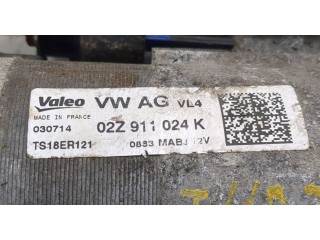 Valeo VW AG VL4
MADE IN FRANCE
030714 02Z 911 024 K
TS18ER121 0883 MABJ 12V